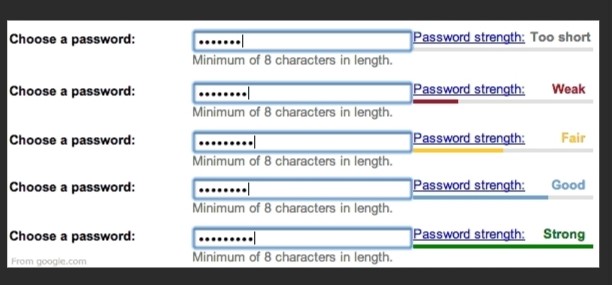 Choose a password: Password strength: Too short
Minimum of 8 characters in length.
Choose a password: Password strength: Weak
Minimum of 8 characters in length.
Choose a password: Password strength: Fair
Minimum of 8 characters in length.
Choose a password: Password strength: Good
Minimum of 8 characters in length.
Choose a password: Password strength: Strong
From google.com Minimum of 8 characters in length.